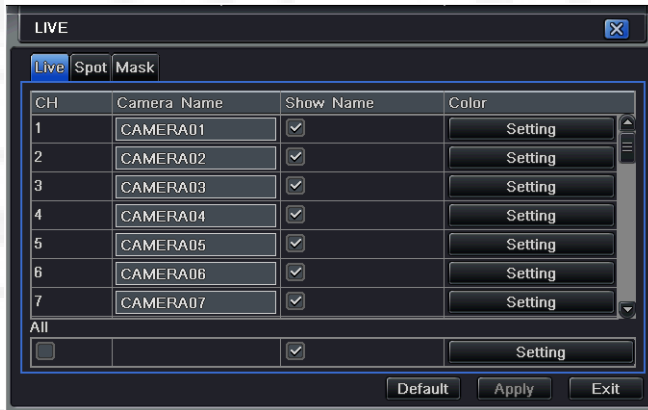 LIVE
Live Spot Mask
CH Camera Name Show Name Color
1 CAMERA01 Setting
2 CAMERA02 Setting
3 CAMERA03 Setting
4 CAMERA04 Setting
5 CAMERA05 Setting
6 CAMERA06 Setting
7 CAMERA07 Setting
All
Setting
Default Apply Exit